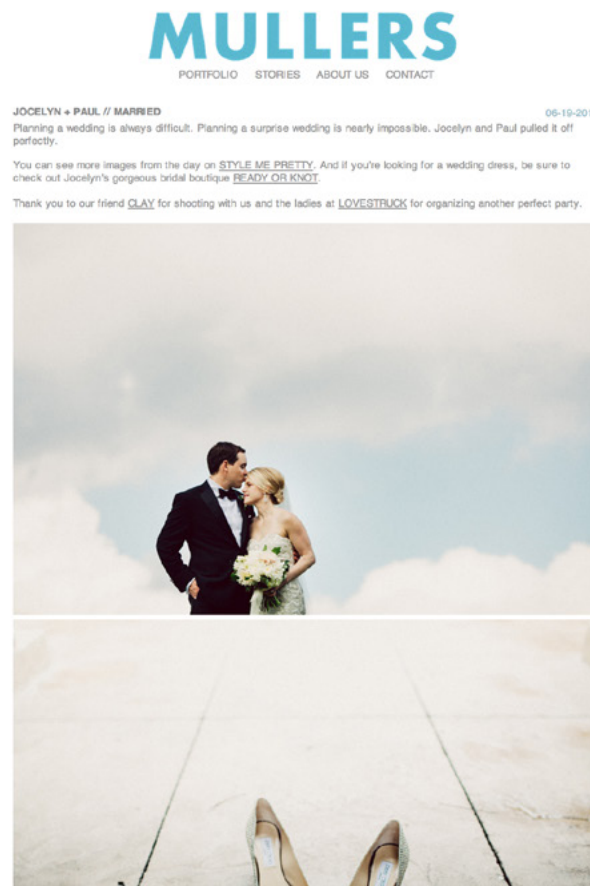 MULLERS
PORTFOLIO STORIES ABOUT US CONTACT
JOCELYN + PAUL // MARRIED 06-19-201
Planning a wedding is always difficult. Planning a surprise wedding is nearly impossible. Jocelyn and Paul pulled it off
perfectly.
You can see more images from the day on STYLE ME PRETTY. And if you're looking for a wedding dress, be sure to
check out Jocelyn's gorgeous bridal boutique READY OR KNOT.
Thank you to our friend CLAY for shooting with us and the ladies at LOVESTRUCK for organizing another perfect party.